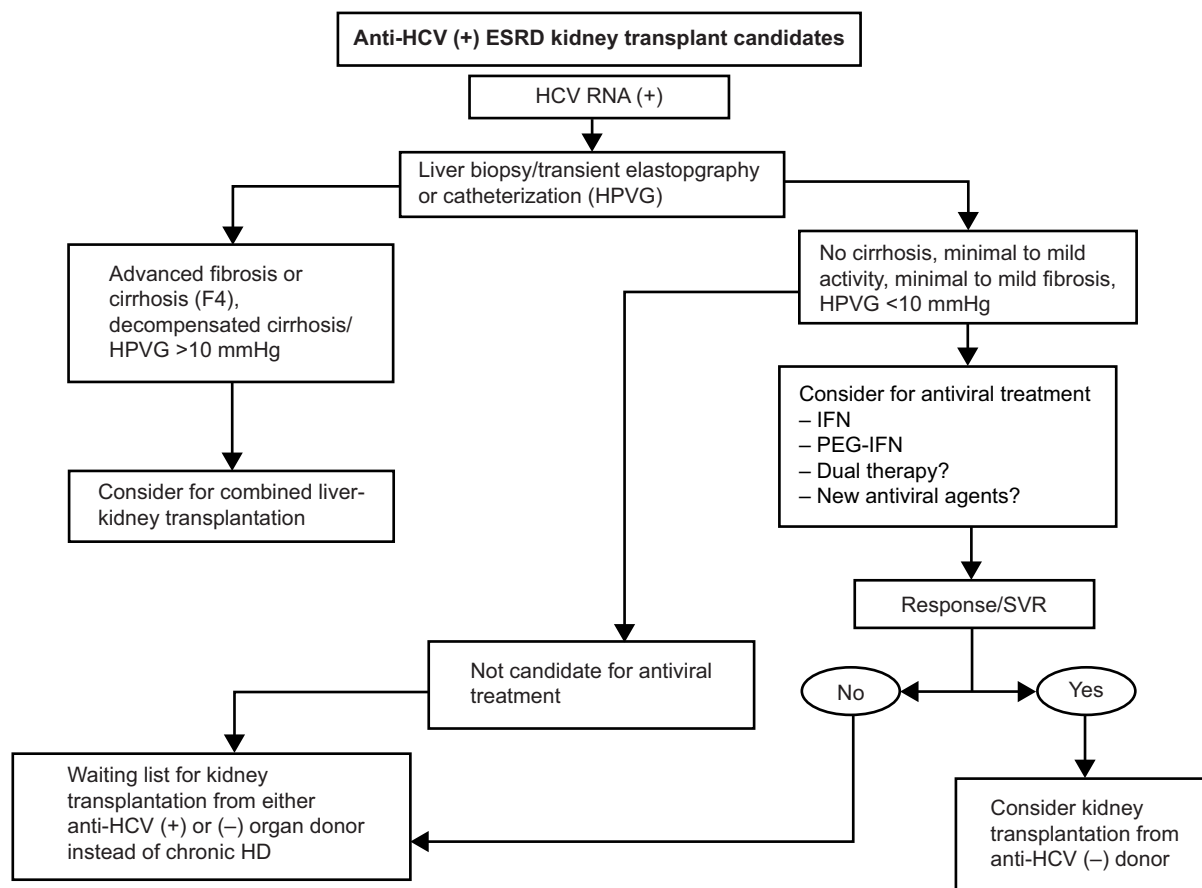 Anti-HCV (+) ESRD kidney transplant candidates
HCV RNA (+)
Liver biopsy/transient elastopgraphy
or catheterization (HPVG)
Advanced fibrosis or
cirrhosis (F4),
decompensated cirrhosis/
HPVG >10 mmHg
No cirrhosis, minimal to mild
activity, minimal to mild fibrosis,
HPVG <10 mmHg
Consider for antiviral treatment
– IFN
– PEG-IFN
– Dual therapy?
– New antiviral agents?
Consider for combined liver-
kidney transplantation
Response/SVR
Not candidate for antiviral
treatment
No
Yes
Waiting list for kidney
transplantation from either
anti-HCV (+) or (–) organ donor
instead of chronic HD
Consider kidney
transplantation from
anti-HCV (–) donor